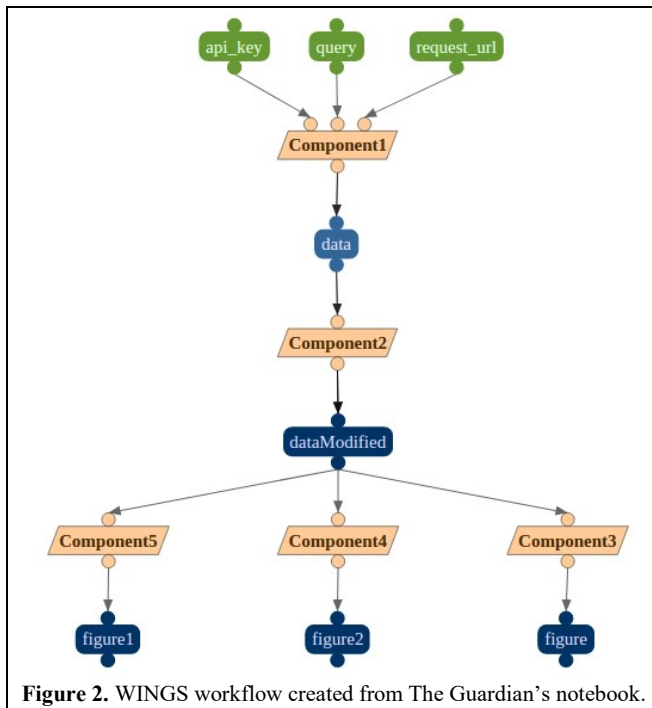 api_key query request_url
Component1
data
Component2
dataModified
Component5 Component4 Component3
figure1 figure2 figure
Figure 2. WINGS workflow created from The Guardian’s notebook.